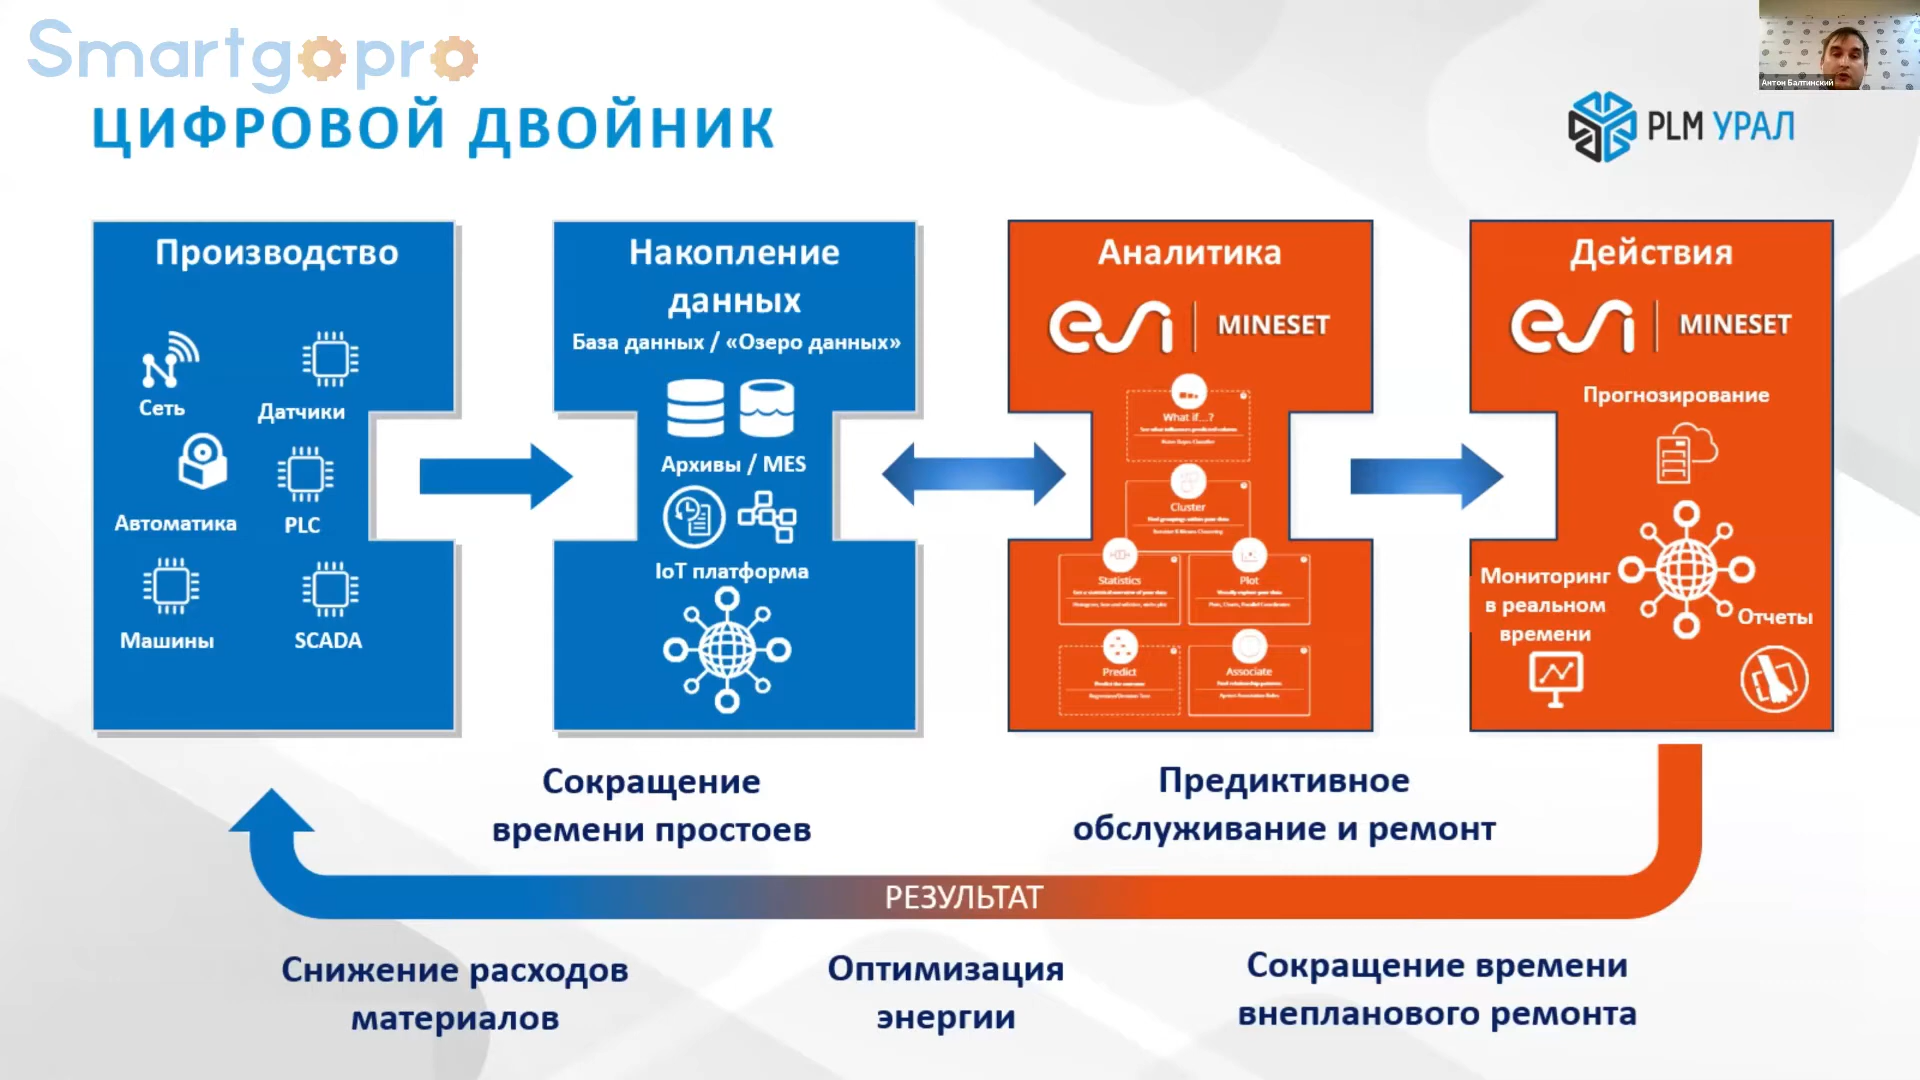 Smartgopro
Антон Балтинский
ЦИФРОВОЙ ДВОЙНИК
PLM УРАЛ
Производство
Сеть
Датчики
Автоматика
PLC
Машины
SCADA
Накопление
данных
База данных / «Озеро данных»
Архивы / MES
IoT платформа
Аналитика
esi
MINESET
What if...?
Cluster
Statistics
Plot
Predict
Associate
Действия
esi
MINESET
Прогнозирование
Мониторинг
в реальном
времени
Отчеты
Сокращение
времени простоев
Предиктивное
обслуживание и ремонт
РЕЗУЛЬТАТ
Снижение расходов
материалов
Оптимизация
энергии
Сокращение времени
внепланового ремонта